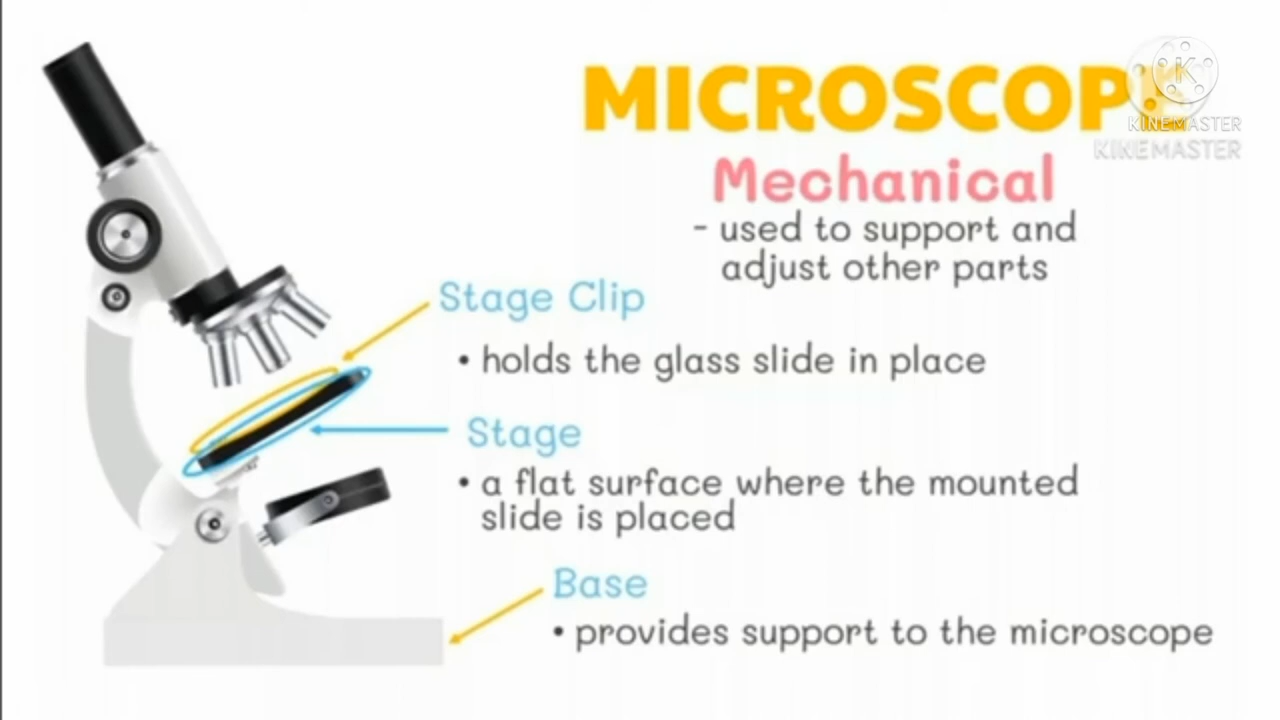 MICROSCOPE
KINEMASTER
KINEMASTER
Mechanical
- used to support and
adjust other parts
Stage Clip
• holds the glass slide in place
Stage
• a flat surface where the mounted
slide is placed
Base
• provides support to the microscope